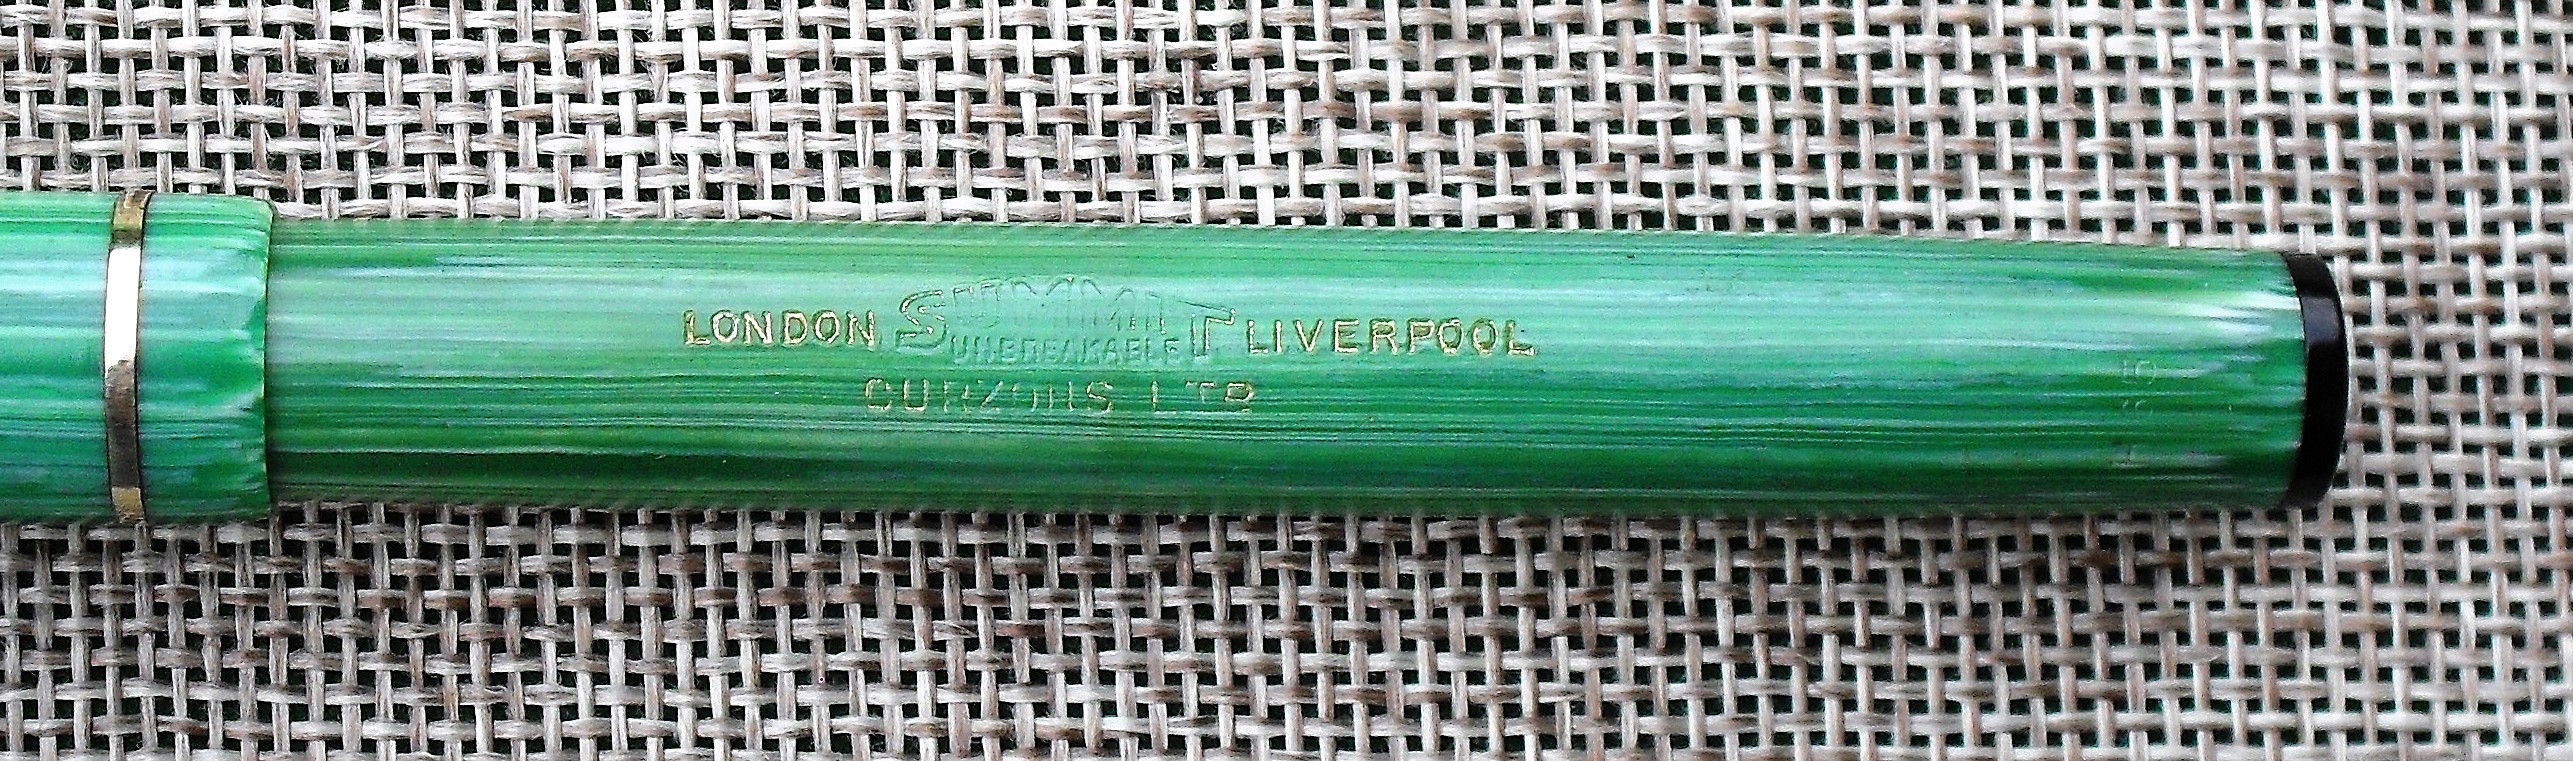 LONDON SUMMIT LIVERPOOL
UNBREAKABLE
CURZONS LTD